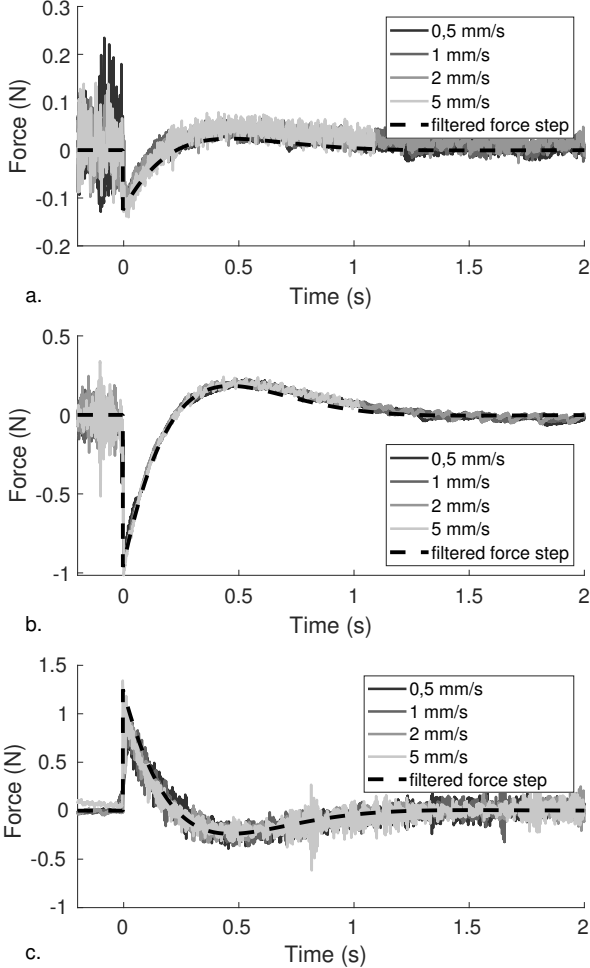 0.3
0.2
0.1
0
-0.1
-0.2
Force (N)
0,5 mm/s
1 mm/s
2 mm/s
5 mm/s
filtered force step
0 0.5 1 1.5 2
a. Time (s)
0.5
0
-0.5
-1
Force (N)
0,5 mm/s
1 mm/s
2 mm/s
5 mm/s
filtered force step
0 0.5 1 1.5 2
b. Time (s)
1.5
1
0.5
0
-0.5
-1
Force (N)
0,5 mm/s
1 mm/s
2 mm/s
5 mm/s
filtered force step
0 0.5 1 1.5 2
c. Time (s)